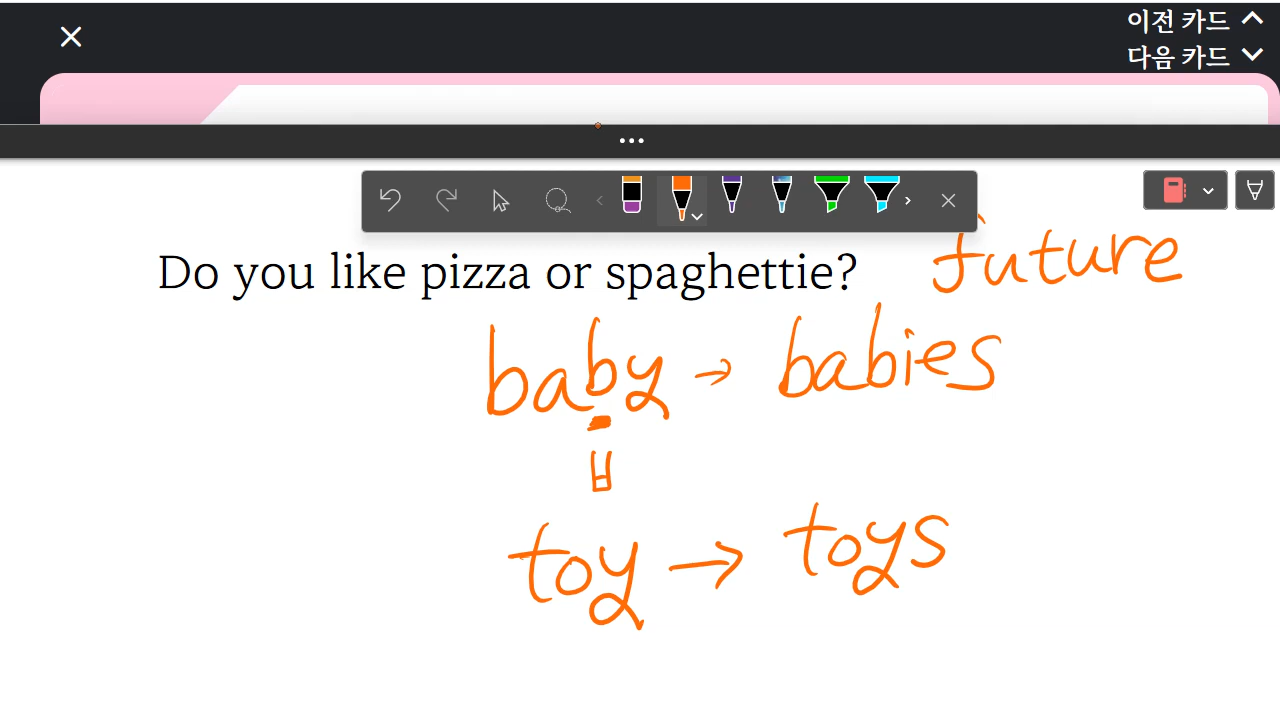 이전 카드
다음 카드
Do you like pizza or spaghettie? future
baby → babies
ㅂ
toy → toys